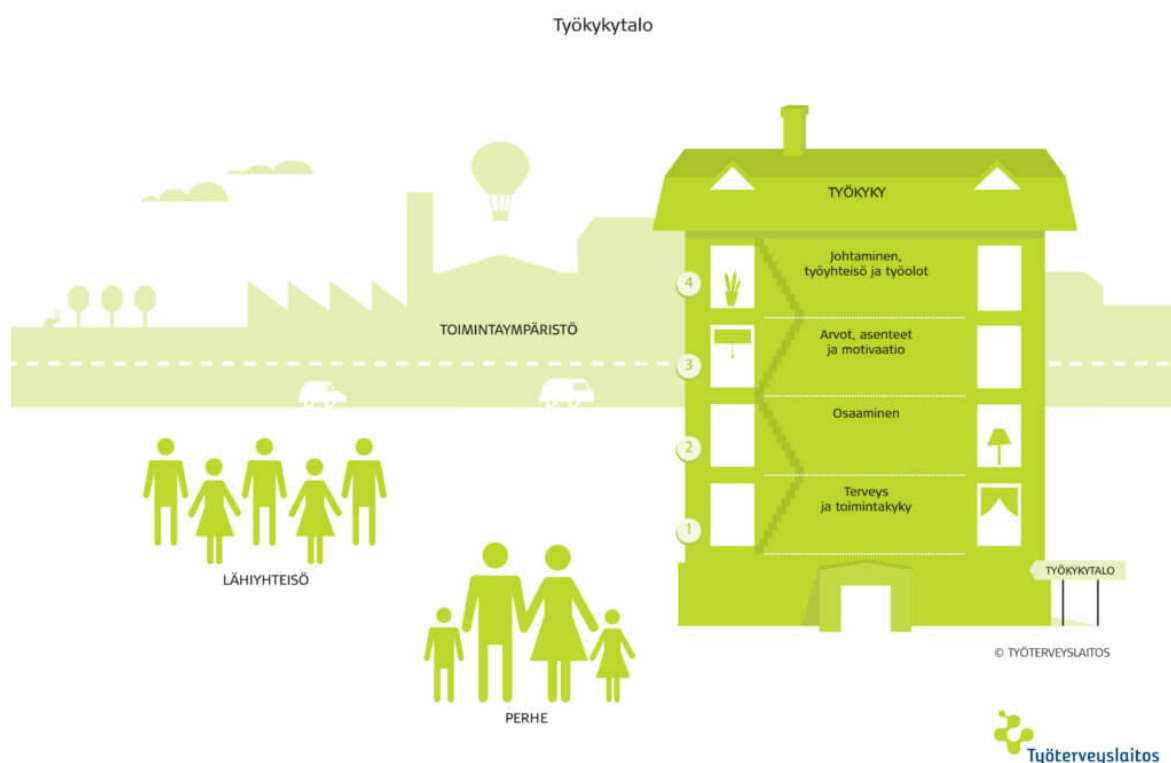 Työkykytalo
TYÖKYKY
4
Johtaminen,
työyhteisö ja työolot
TOIMINTAYMPÄRISTÖ
3
Arvot, asenteet
ja motivaatio
2
Osaaminen
1
Terveys
ja toimintakyky
LÄHIYHTEISÖ
TYÖKYKYTALO
PERHE
© TYÖTERVEYSLAITOS
Työterveyslaitos